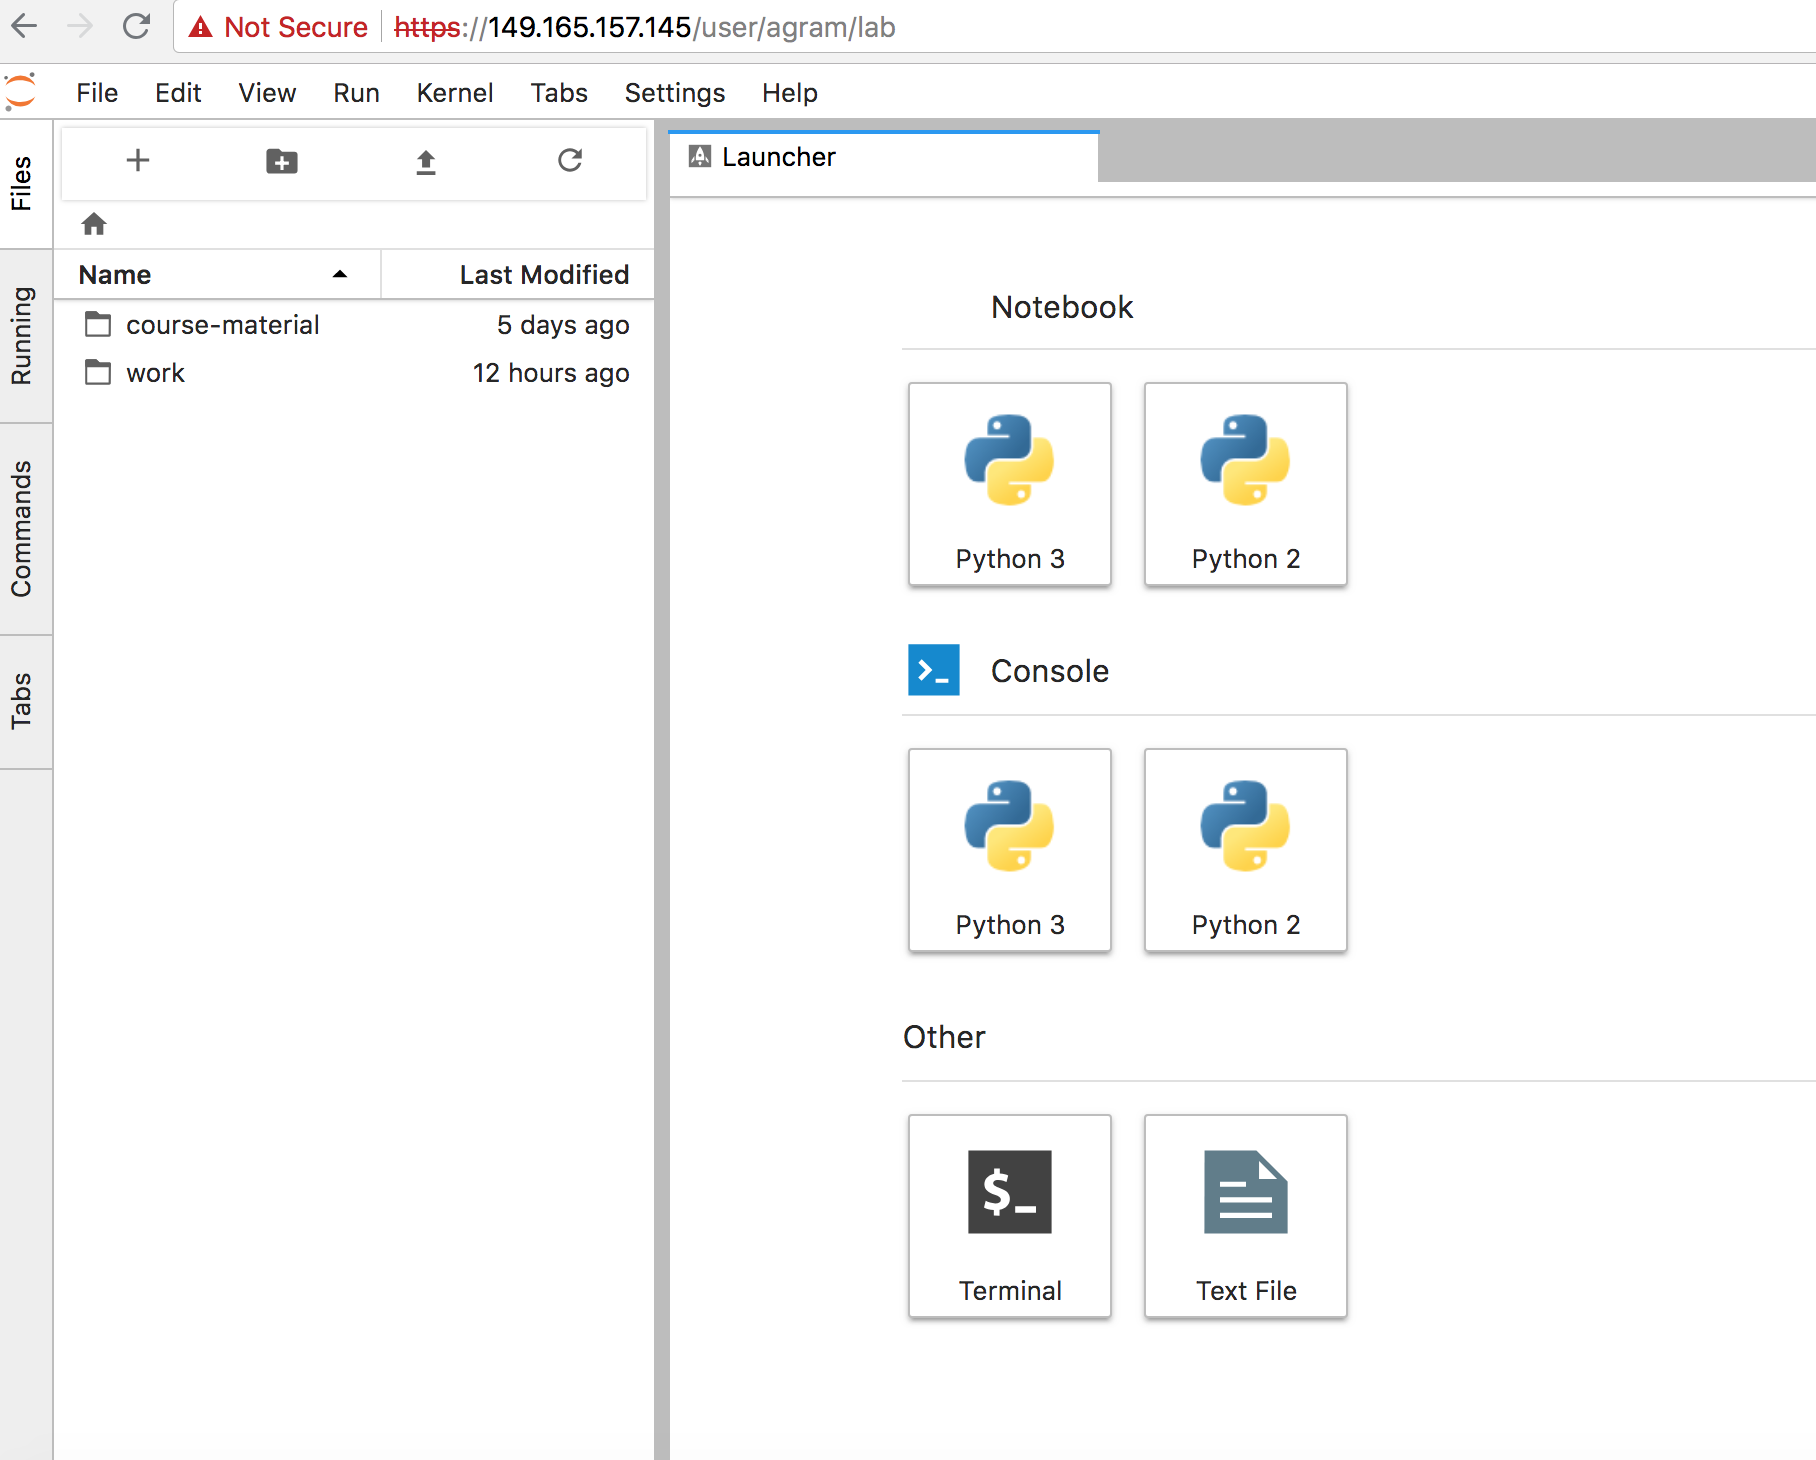 Not Secure https://149.165.157.145/user/agram/lab
File Edit View Run Kernel Tabs Settings Help
Files
Running
Commands
Tabs
Name Last Modified
course-material 5 days ago
work 12 hours ago
Launcher
Notebook
Python 3 Python 2
>_ Console
Python 3 Python 2
Other
$_
Terminal Text File